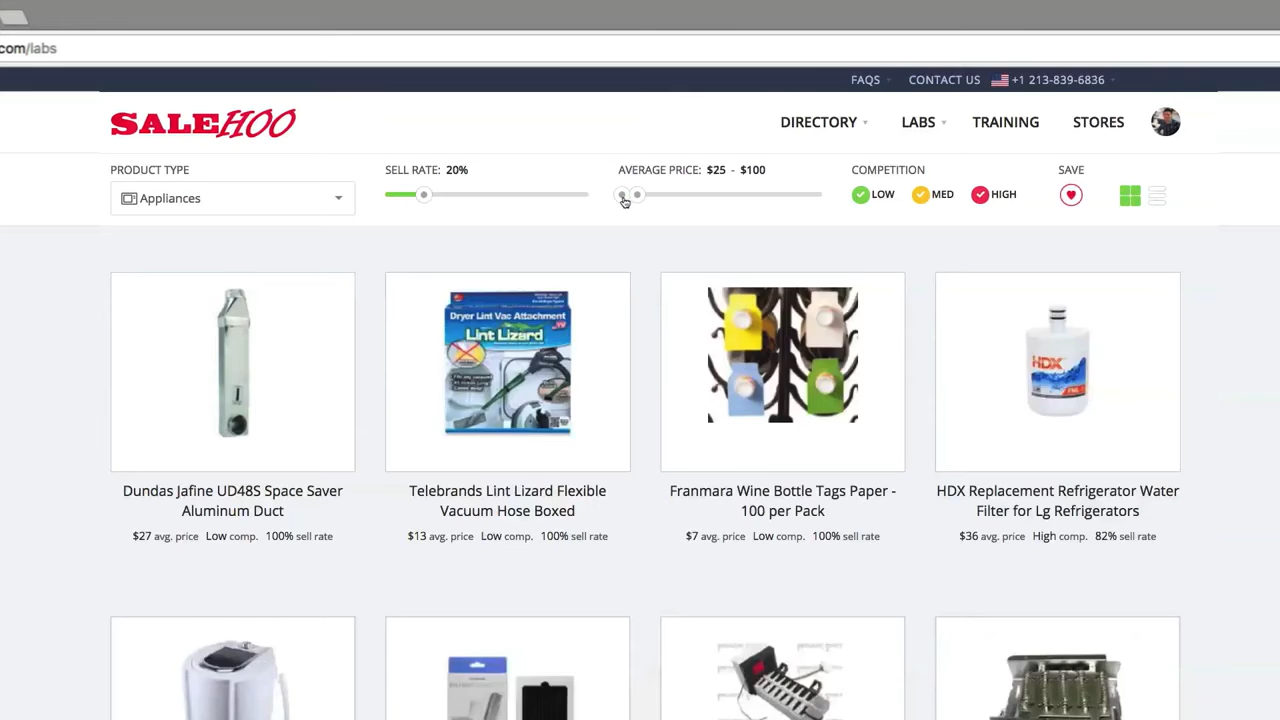 com/labs
FAQS CONTACT US +1 213-839-6836
SALEHOO DIRECTORY LABS TRAINING STORES
PRODUCT TYPE SELL RATE: 20% AVERAGE PRICE: $25 - $100 COMPETITION SAVE
Appliances LOW MED HIGH
Dryer Lint Vac Attachment
Lint Lizard
HDX
Dundas Jafine UD48S Space Saver
Aluminum Duct
$27 avg. price Low comp. 100% sell rate
Telebrands Lint Lizard Flexible
Vacuum Hose Boxed
$13 avg. price Low comp. 100% sell rate
Franmara Wine Bottle Tags Paper -
100 per Pack
$7 avg. price Low comp. 100% sell rate
HDX Replacement Refrigerator Water
Filter for Lg Refrigerators
$36 avg. price High comp. 82% sell rate